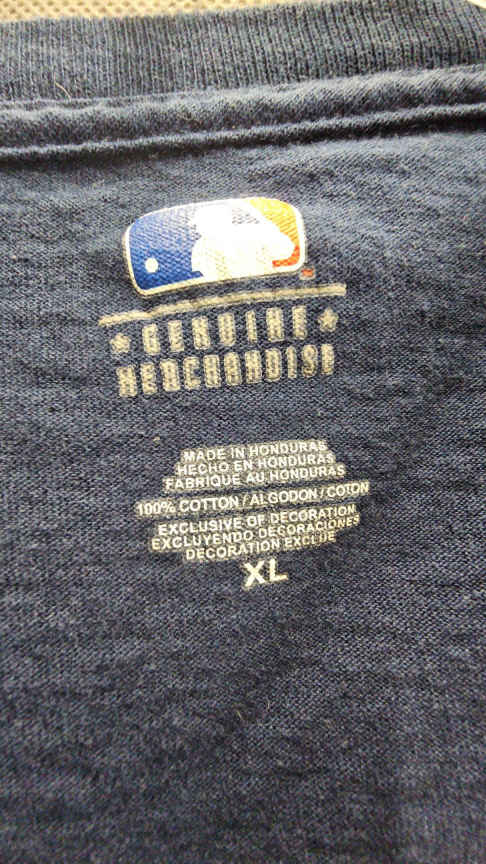 GENUINE
MERCHANDISE
MADE IN HONDURAS
HECHO EN HONDURAS
FABRIQUE AU HONDURAS
100% COTTON / ALGODON / COTON
EXCLUSIVE OF DECORATION
EXCLUYENDO DECORACIONES
DECORATION EXCLUE
XL